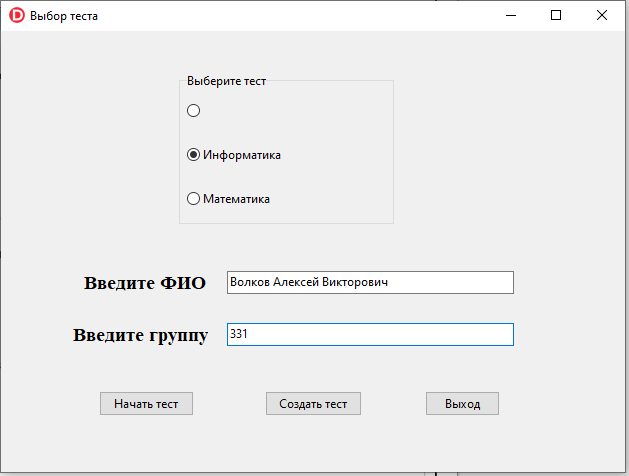 Выбор теста
Выберите тест
Информатика
Математика
Введите ФИО
Волков Алексей Викторович
Введите группу
331
Начать тест
Создать тест
Выход